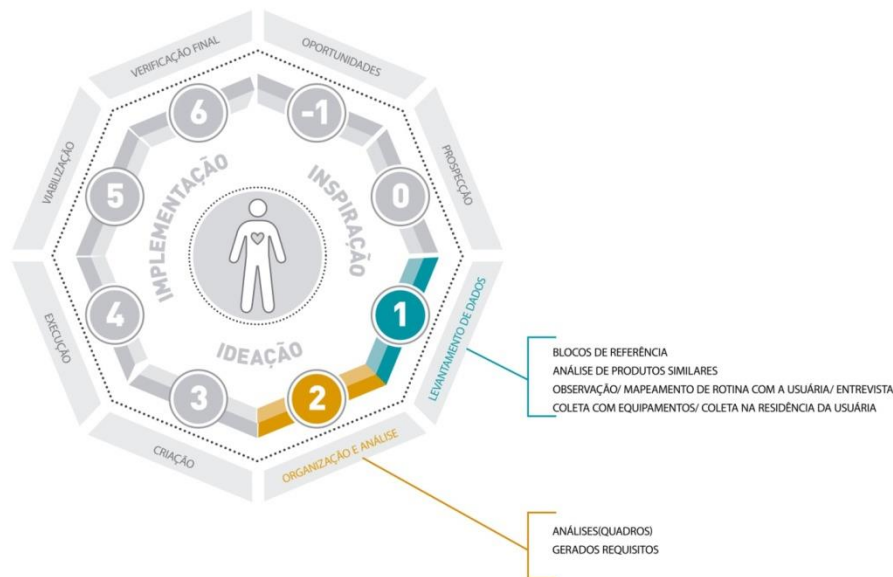 OPORTUNIDADES
PROSPECÇÃO
LEVANTAMENTO DE DADOS
ORGANIZAÇÃO E ANÁLISE
CRIAÇÃO
EXECUÇÃO
VIABILIZAÇÃO
VERIFICAÇÃO FINAL
-1
0
1
2
3
4
5
6
INSPIRAÇÃO
IDEAÇÃO
IMPLEMENTAÇÃO
BLOCOS DE REFERÊNCIA
ANÁLISE DE PRODUTOS SIMILARES
OBSERVAÇÃO/ MAPEAMENTO DE ROTINA COM A USUÁRIA/ ENTREVISTA
COLETA COM EQUIPAMENTOS/ COLETA NA RESIDÊNCIA DA USUÁRIA
ANÁLISES(QUADROS)
GERADOS REQUISITOS